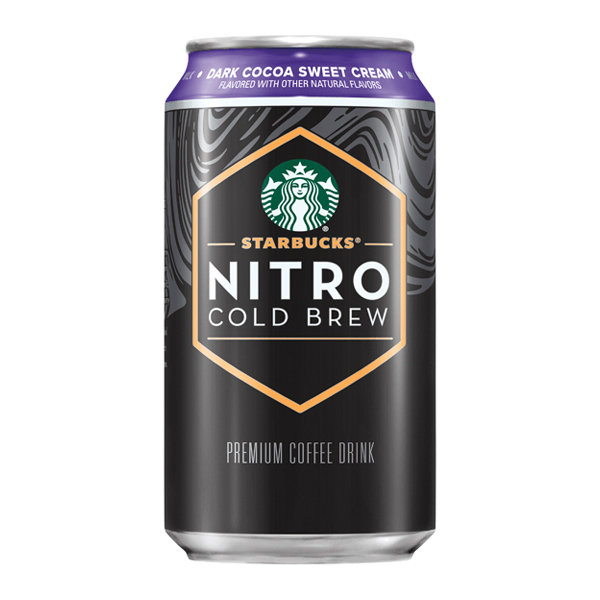 • DARK COCOA SWEET CREAM •
FLAVORED WITH OTHER NATURAL FLAVORS
®
STARBUCKS®
NITRO
COLD BREW
PREMIUM COFFEE DRINK